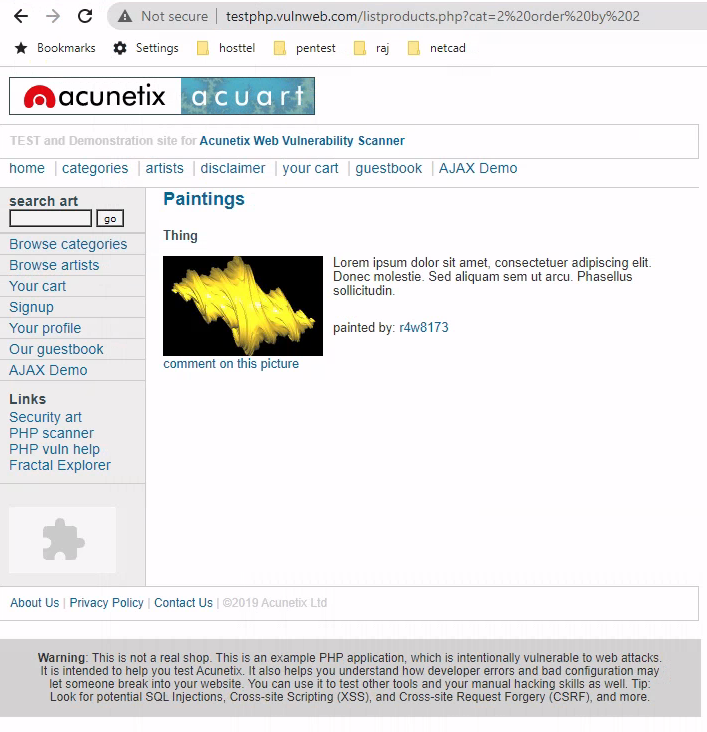 Not secure | testphp.vulnweb.com/listproducts.php?cat=2%20order%20by%202
Bookmarks Settings hosttel pentest raj netcad
acunetix acuart
TEST and Demonstration site for Acunetix Web Vulnerability Scanner
home | categories | artists | disclaimer | your cart | guestbook | AJAX Demo
search art
go
Browse categories
Browse artists
Your cart
Signup
Your profile
Our guestbook
AJAX Demo
Links
Security art
PHP scanner
PHP vuln help
Fractal Explorer
Paintings
Thing
Lorem ipsum dolor sit amet, consectetuer adipiscing elit.
Donec molestie. Sed aliquam sem ut arcu. Phasellus
sollicitudin.
painted by: r4w8173
comment on this picture
About Us | Privacy Policy | Contact Us | ©2019 Acunetix Ltd
Warning: This is not a real shop. This is an example PHP application, which is intentionally vulnerable to web attacks.
It is intended to help you test Acunetix. It also helps you understand how developer errors and bad configuration may
let someone break into your website. You can use it to test other tools and your manual hacking skills as well. Tip:
Look for potential SQL Injections, Cross-site Scripting (XSS), and Cross-site Request Forgery (CSRF), and more.